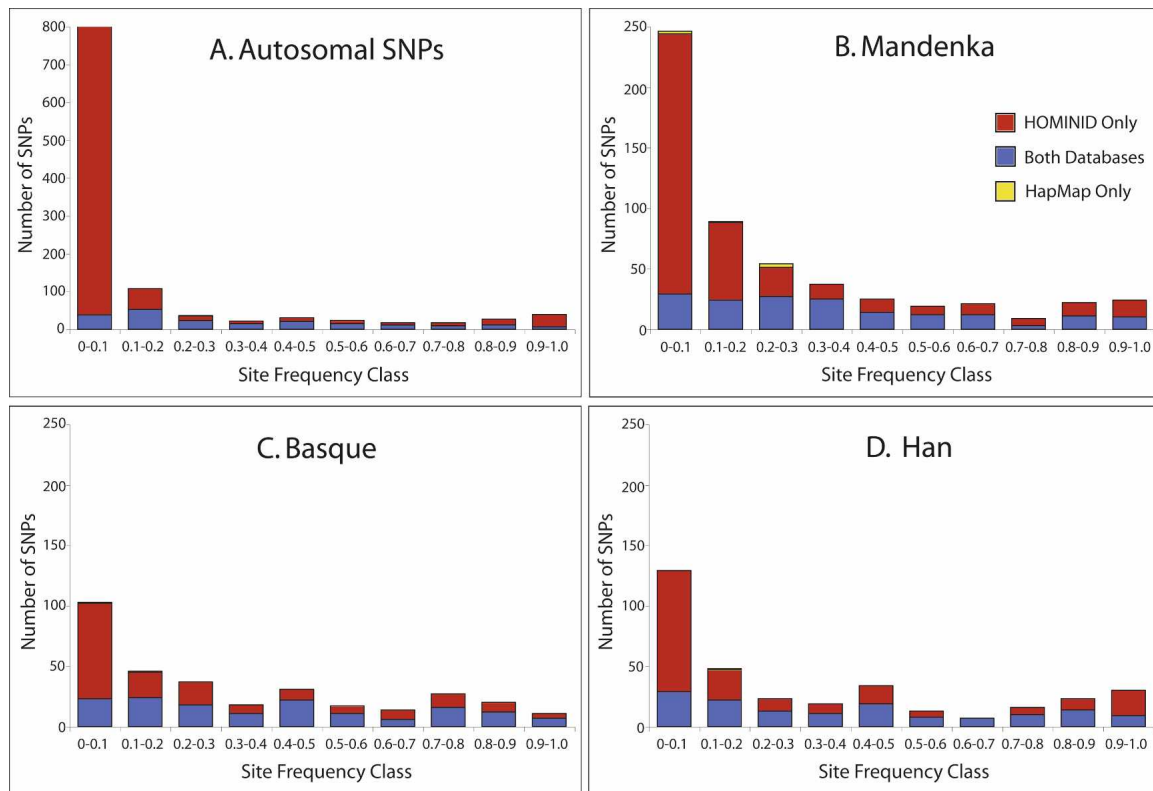 A. Autosomal SNPs
Number of SNPs
800
700
600
500
400
300
200
100
0
0-0.1 0.1-0.2 0.2-0.3 0.3-0.4 0.4-0.5 0.5-0.6 0.6-0.7 0.7-0.8 0.8-0.9 0.9-1.0
Site Frequency Class
B. Mandenka
Number of SNPs
250
200
150
100
50
0
HOMINID Only
Both Databases
HapMap Only
0-0.1 0.1-0.2 0.2-0.3 0.3-0.4 0.4-0.5 0.5-0.6 0.6-0.7 0.7-0.8 0.8-0.9 0.9-1.0
Site Frequency Class
C. Basque
Number of SNPs
250
200
150
100
50
0
0-0.1 0.1-0.2 0.2-0.3 0.3-0.4 0.4-0.5 0.5-0.6 0.6-0.7 0.7-0.8 0.8-0.9 0.9-1.0
Site Frequency Class
D. Han
Number of SNPs
250
200
150
100
50
0
0-0.1 0.1-0.2 0.2-0.3 0.3-0.4 0.4-0.5 0.5-0.6 0.6-0.7 0.7-0.8 0.8-0.9 0.9-1.0
Site Frequency Class